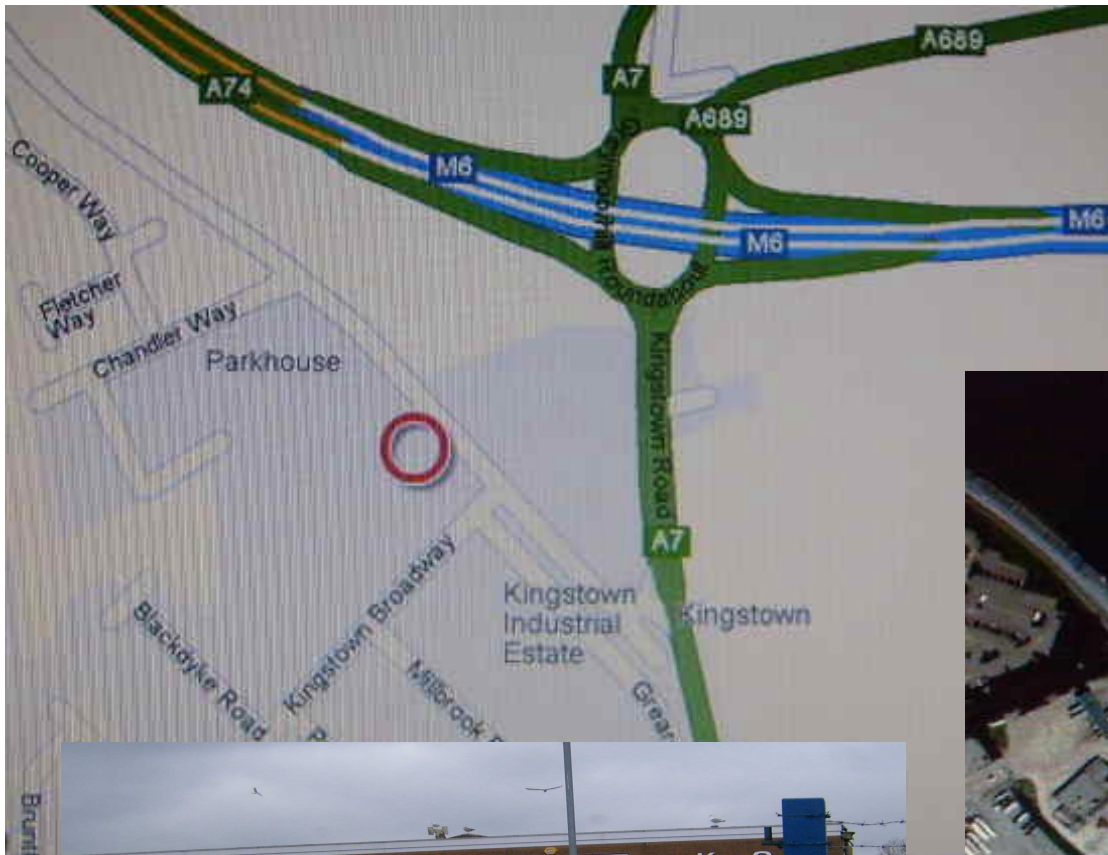 A689
A7
A74
A689
Cooper Way
M6
M6
M6
Roundabout
Fletcher
Way
Chandler Way
Parkhouse
Kingstown Road
A7
Kingstown Broadway
Kingstown
Industrial
Estate
Kingstown
Blackdyke Road
Millbrook